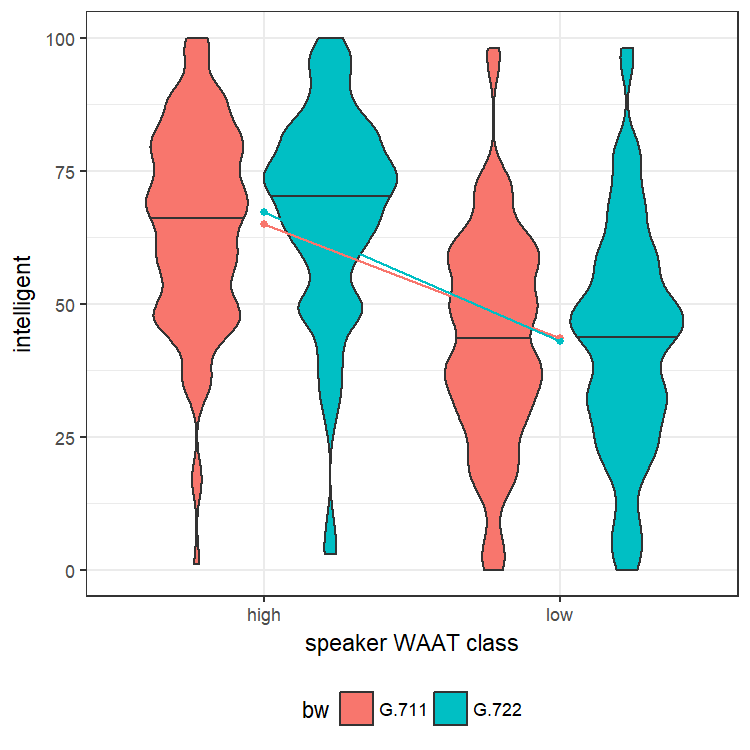 100
75
50
25
0
intelligent
high low
speaker WAAT class
bw G.711 G.722